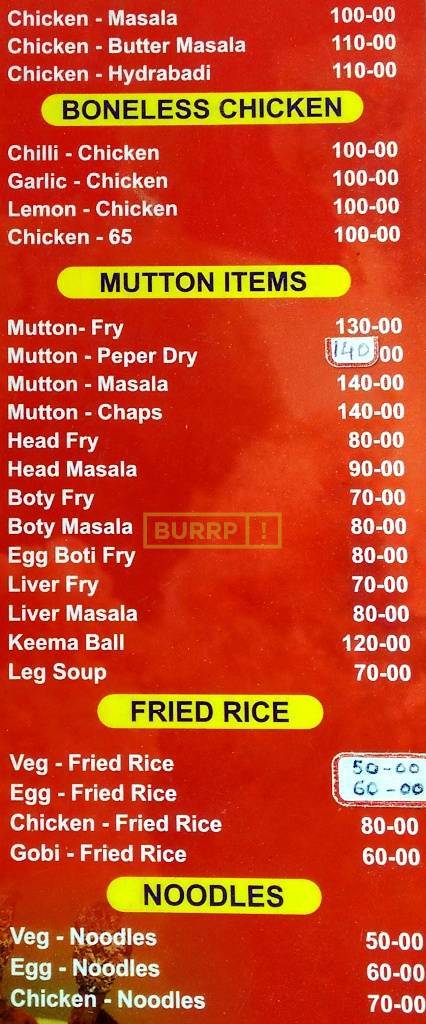 Chicken - Masala 100-00
Chicken - Butter Masala 110-00
Chicken - Hydrabadi 110-00
BONELESS CHICKEN
Chilli - Chicken 100-00
Garlic - Chicken 100-00
Lemon - Chicken 100-00
Chicken - 65 100-00
MUTTON ITEMS
Mutton- Fry 130-00
Mutton - Peper Dry 140 00
Mutton - Masala 140-00
Mutton - Chaps 140-00
Head Fry 80-00
Head Masala 90-00
Boty Fry 70-00
Boty Masala 80-00
BURRP !
Egg Boti Fry 80-00
Liver Fry 70-00
Liver Masala 80-00
Keema Ball 120-00
Leg Soup 70-00
FRIED RICE
Veg - Fried Rice 50-00
Egg - Fried Rice 60-00
Chicken - Fried Rice 80-00
Gobi - Fried Rice 60-00
NOODLES
Veg - Noodles 50-00
Egg - Noodles 60-00
Chicken - Noodles 70-00